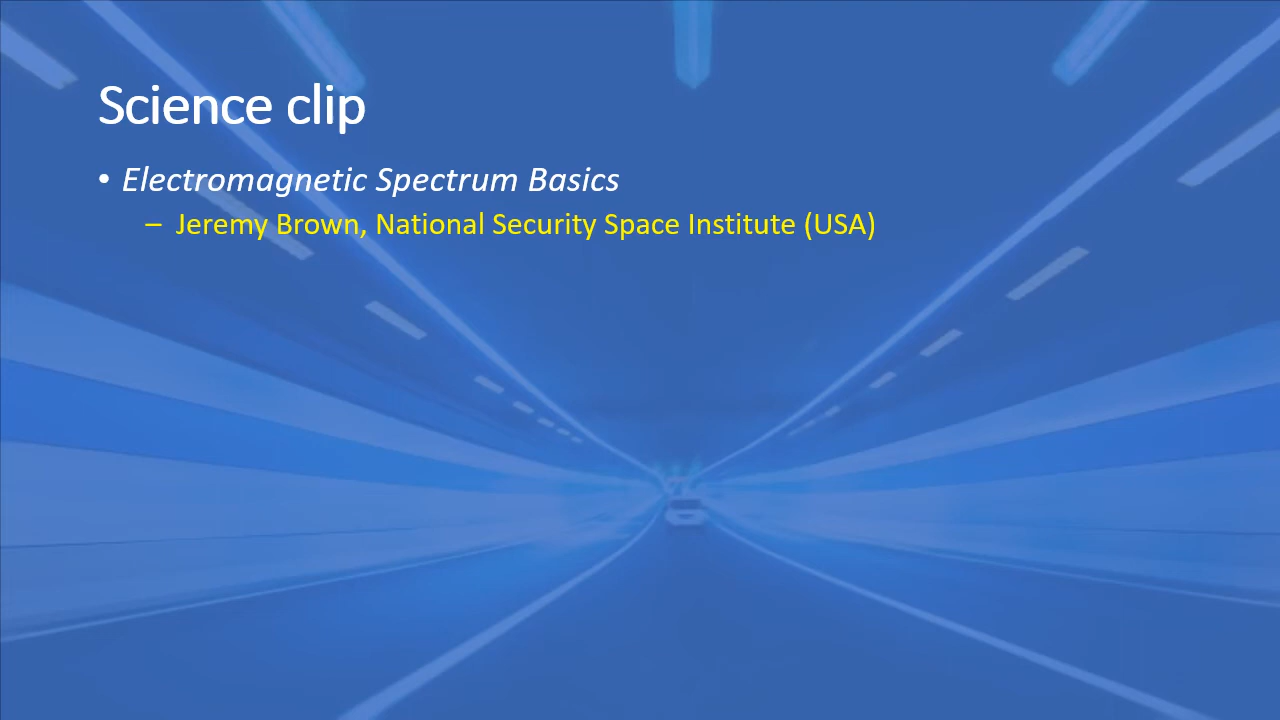 Science clip
• Electromagnetic Spectrum Basics
– Jeremy Brown, National Security Space Institute (USA)